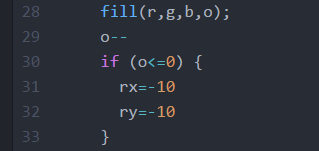 28 fill(r,g,b,o);
29 o--
30 if (o<=0) {
31 rx=-10
32 ry=-10
33 }